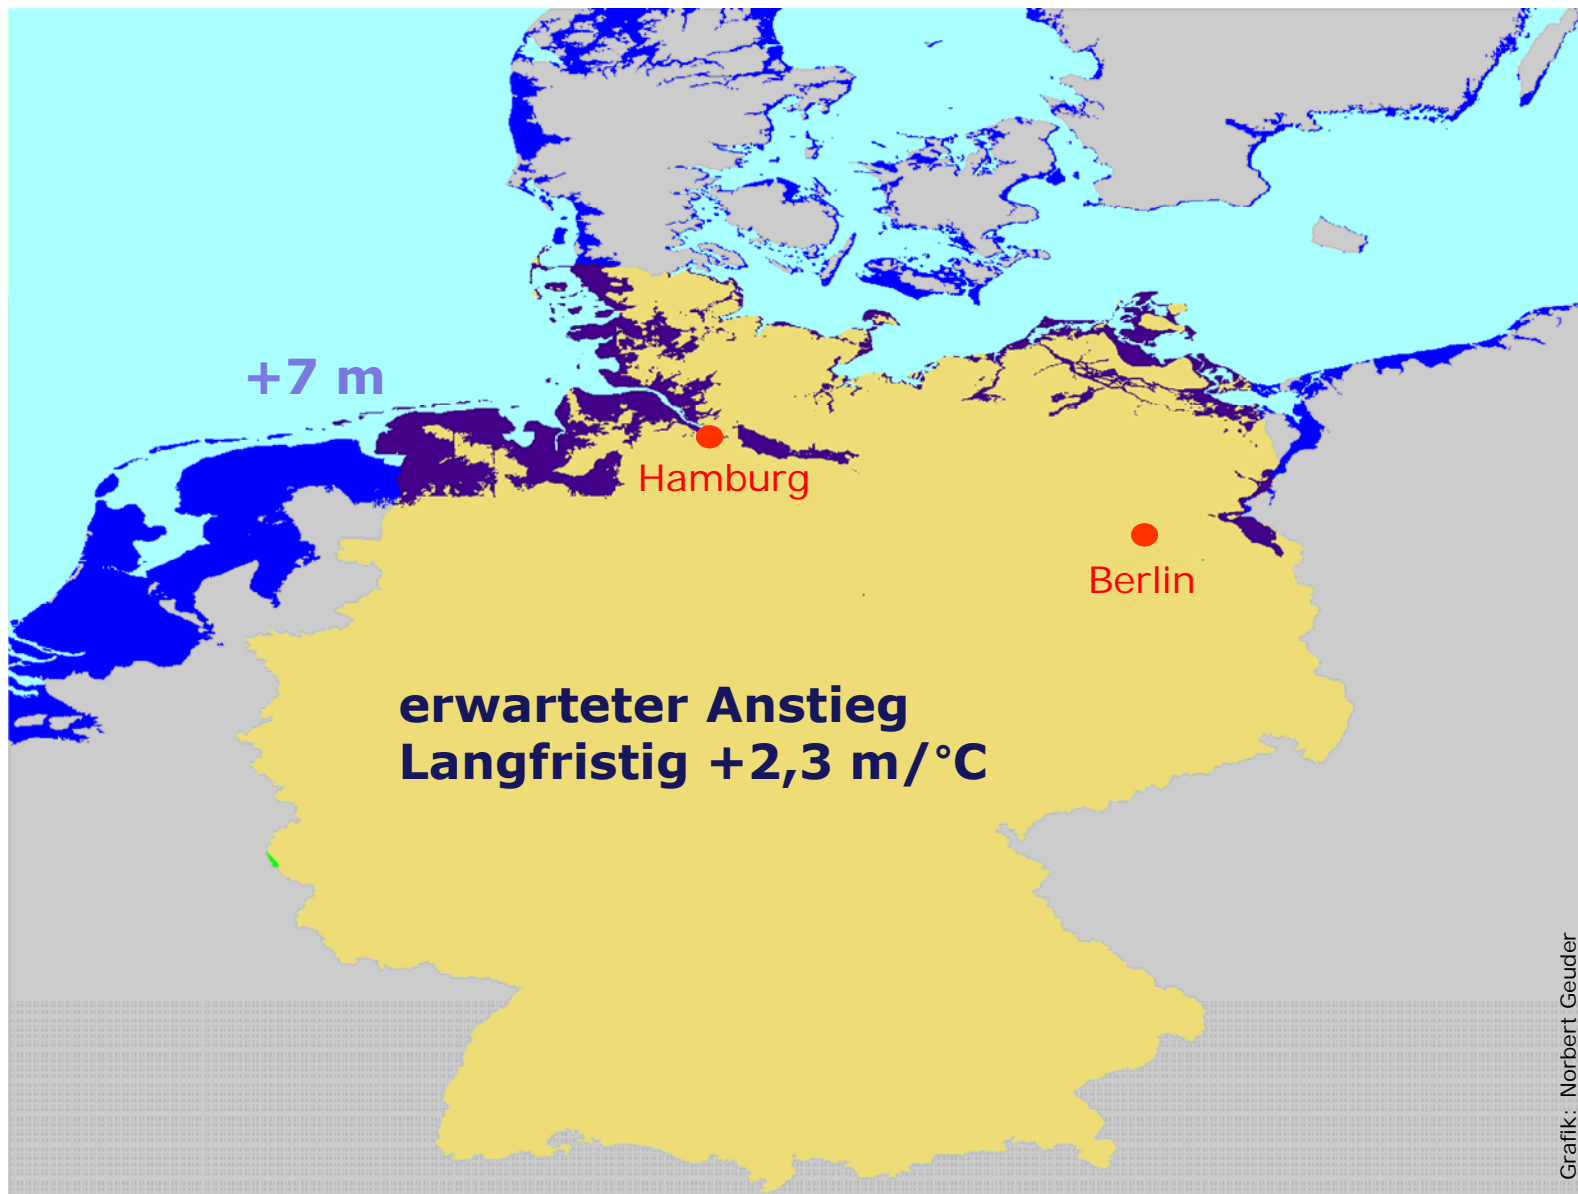 +7 m
Hamburg
Berlin
erwarteter Anstieg
Langfristig +2,3 m/°C
Grafik: Norbert Geuder